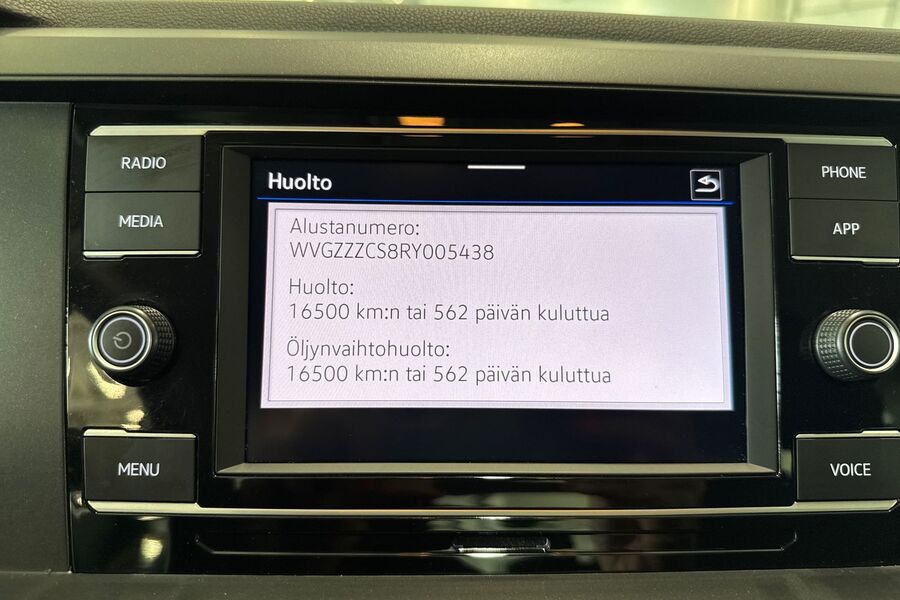 RADIO
MEDIA
MENU
Huolto
Alustanumero:
WVGZZZCS8RY005438
Huolto:
16500 km:n tai 562 päivän kuluttua
Öljynvaihtohuolto:
16500 km:n tai 562 päivän kuluttua
PHONE
APP
VOICE